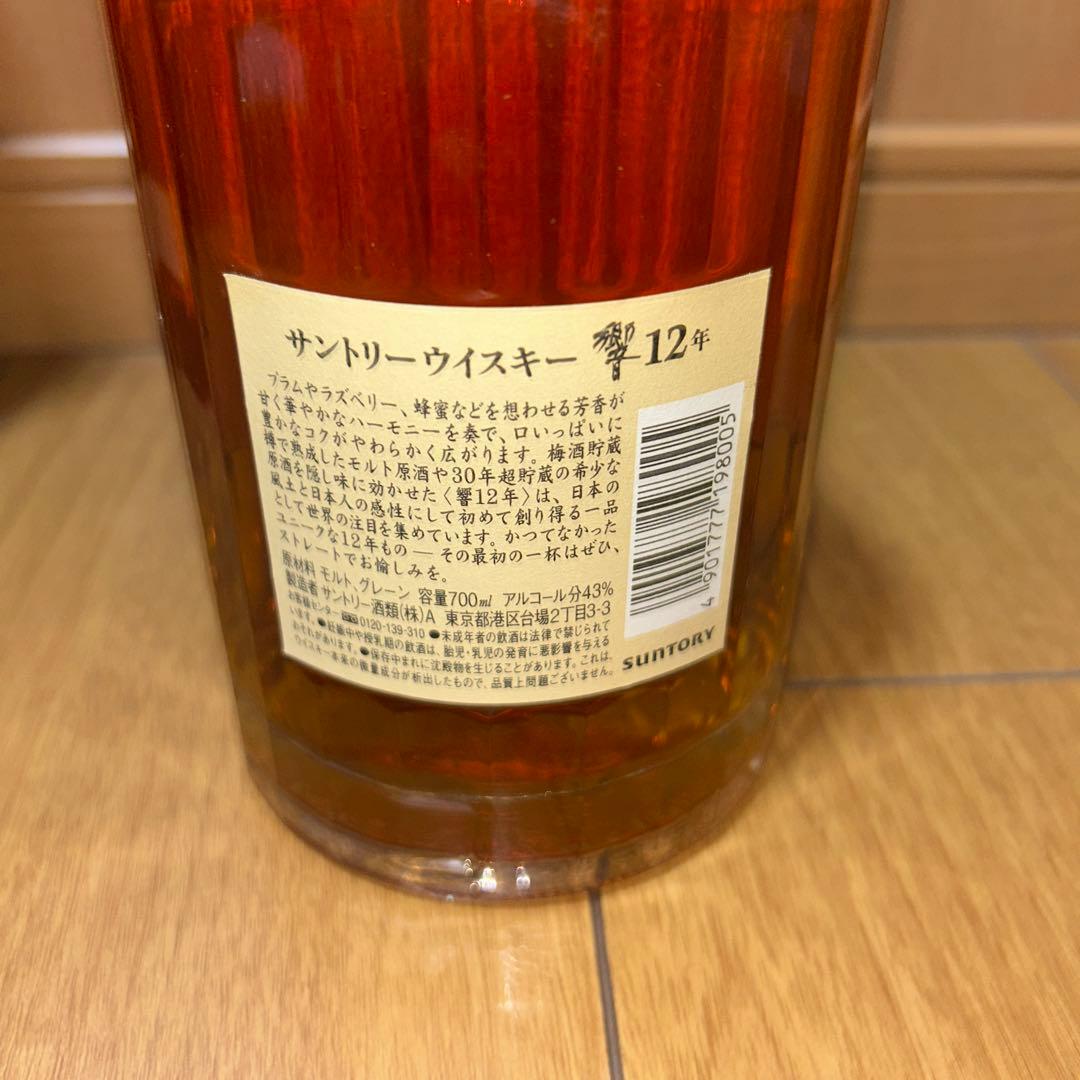 サントリーウイスキー 響 12年
プラムやラズベリー、蜂蜜などを想わせる芳香が
甘く華やかなハーモニーを奏で、口いっぱいに
豊かなコクがやわらかく広がります。梅酒貯蔵
樽で熟成したモルト原酒や30年超貯蔵の希少な
原酒を隠し味に効かせた〈響12年〉は、日本の
風土と日本人の感性にして初めて創り得る一品
として世界の注目を集めています。かつてなかった
ユニークな12年もの ― その最初の一杯はぜひ、
ストレートでお愉しみを。
原材料 モルト、グレーン 容量700ml アルコール分43%
製造者 サントリー酒類(株)A 東京都港区台場2丁目3-3
お客様センター 0120-139-310 ●未成年者の飲酒は法律で禁じられて
います。●妊娠中や授乳期の飲酒は、胎児・乳児の発育に悪影響を与える
おそれがあります。●保存中まれに沈殿物を生じることがあります。これは、
ウイスキー本来の微量成分が析出したもので、品質上問題ございません。
4 901777 198005
SUNTORY